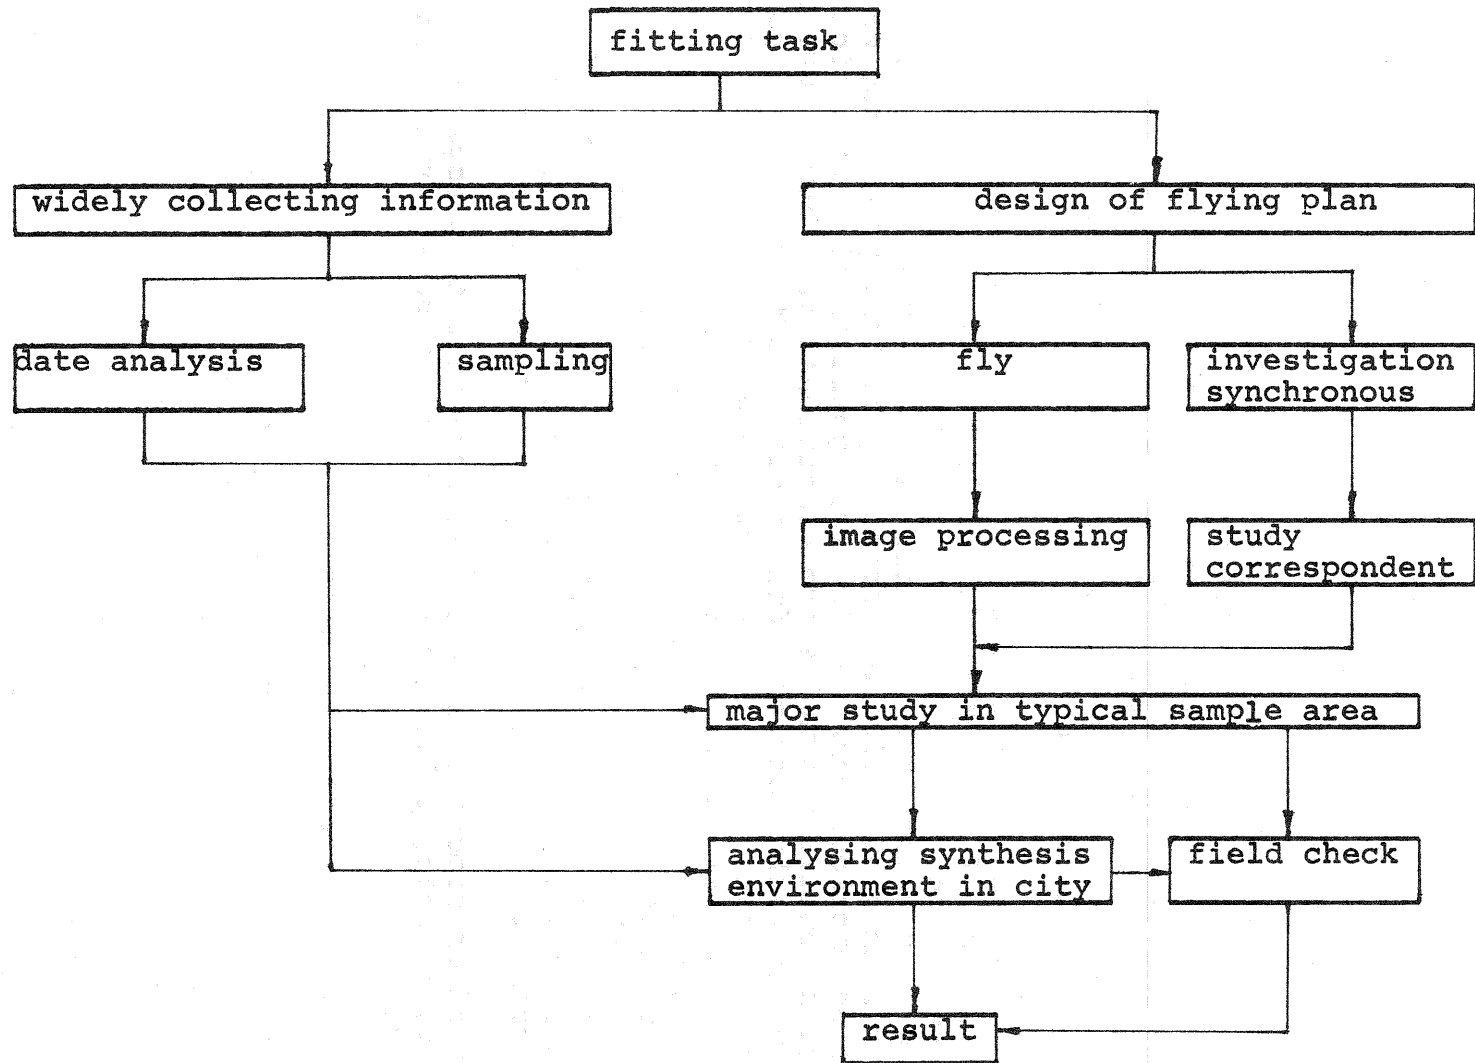 fitting task
widely collecting information
design of flying plan
date analysis
sampling
fly
investigation
synchronous
image processing
study
correspondent
major study in typical sample area
analysing synthesis
environment in city
field check
result